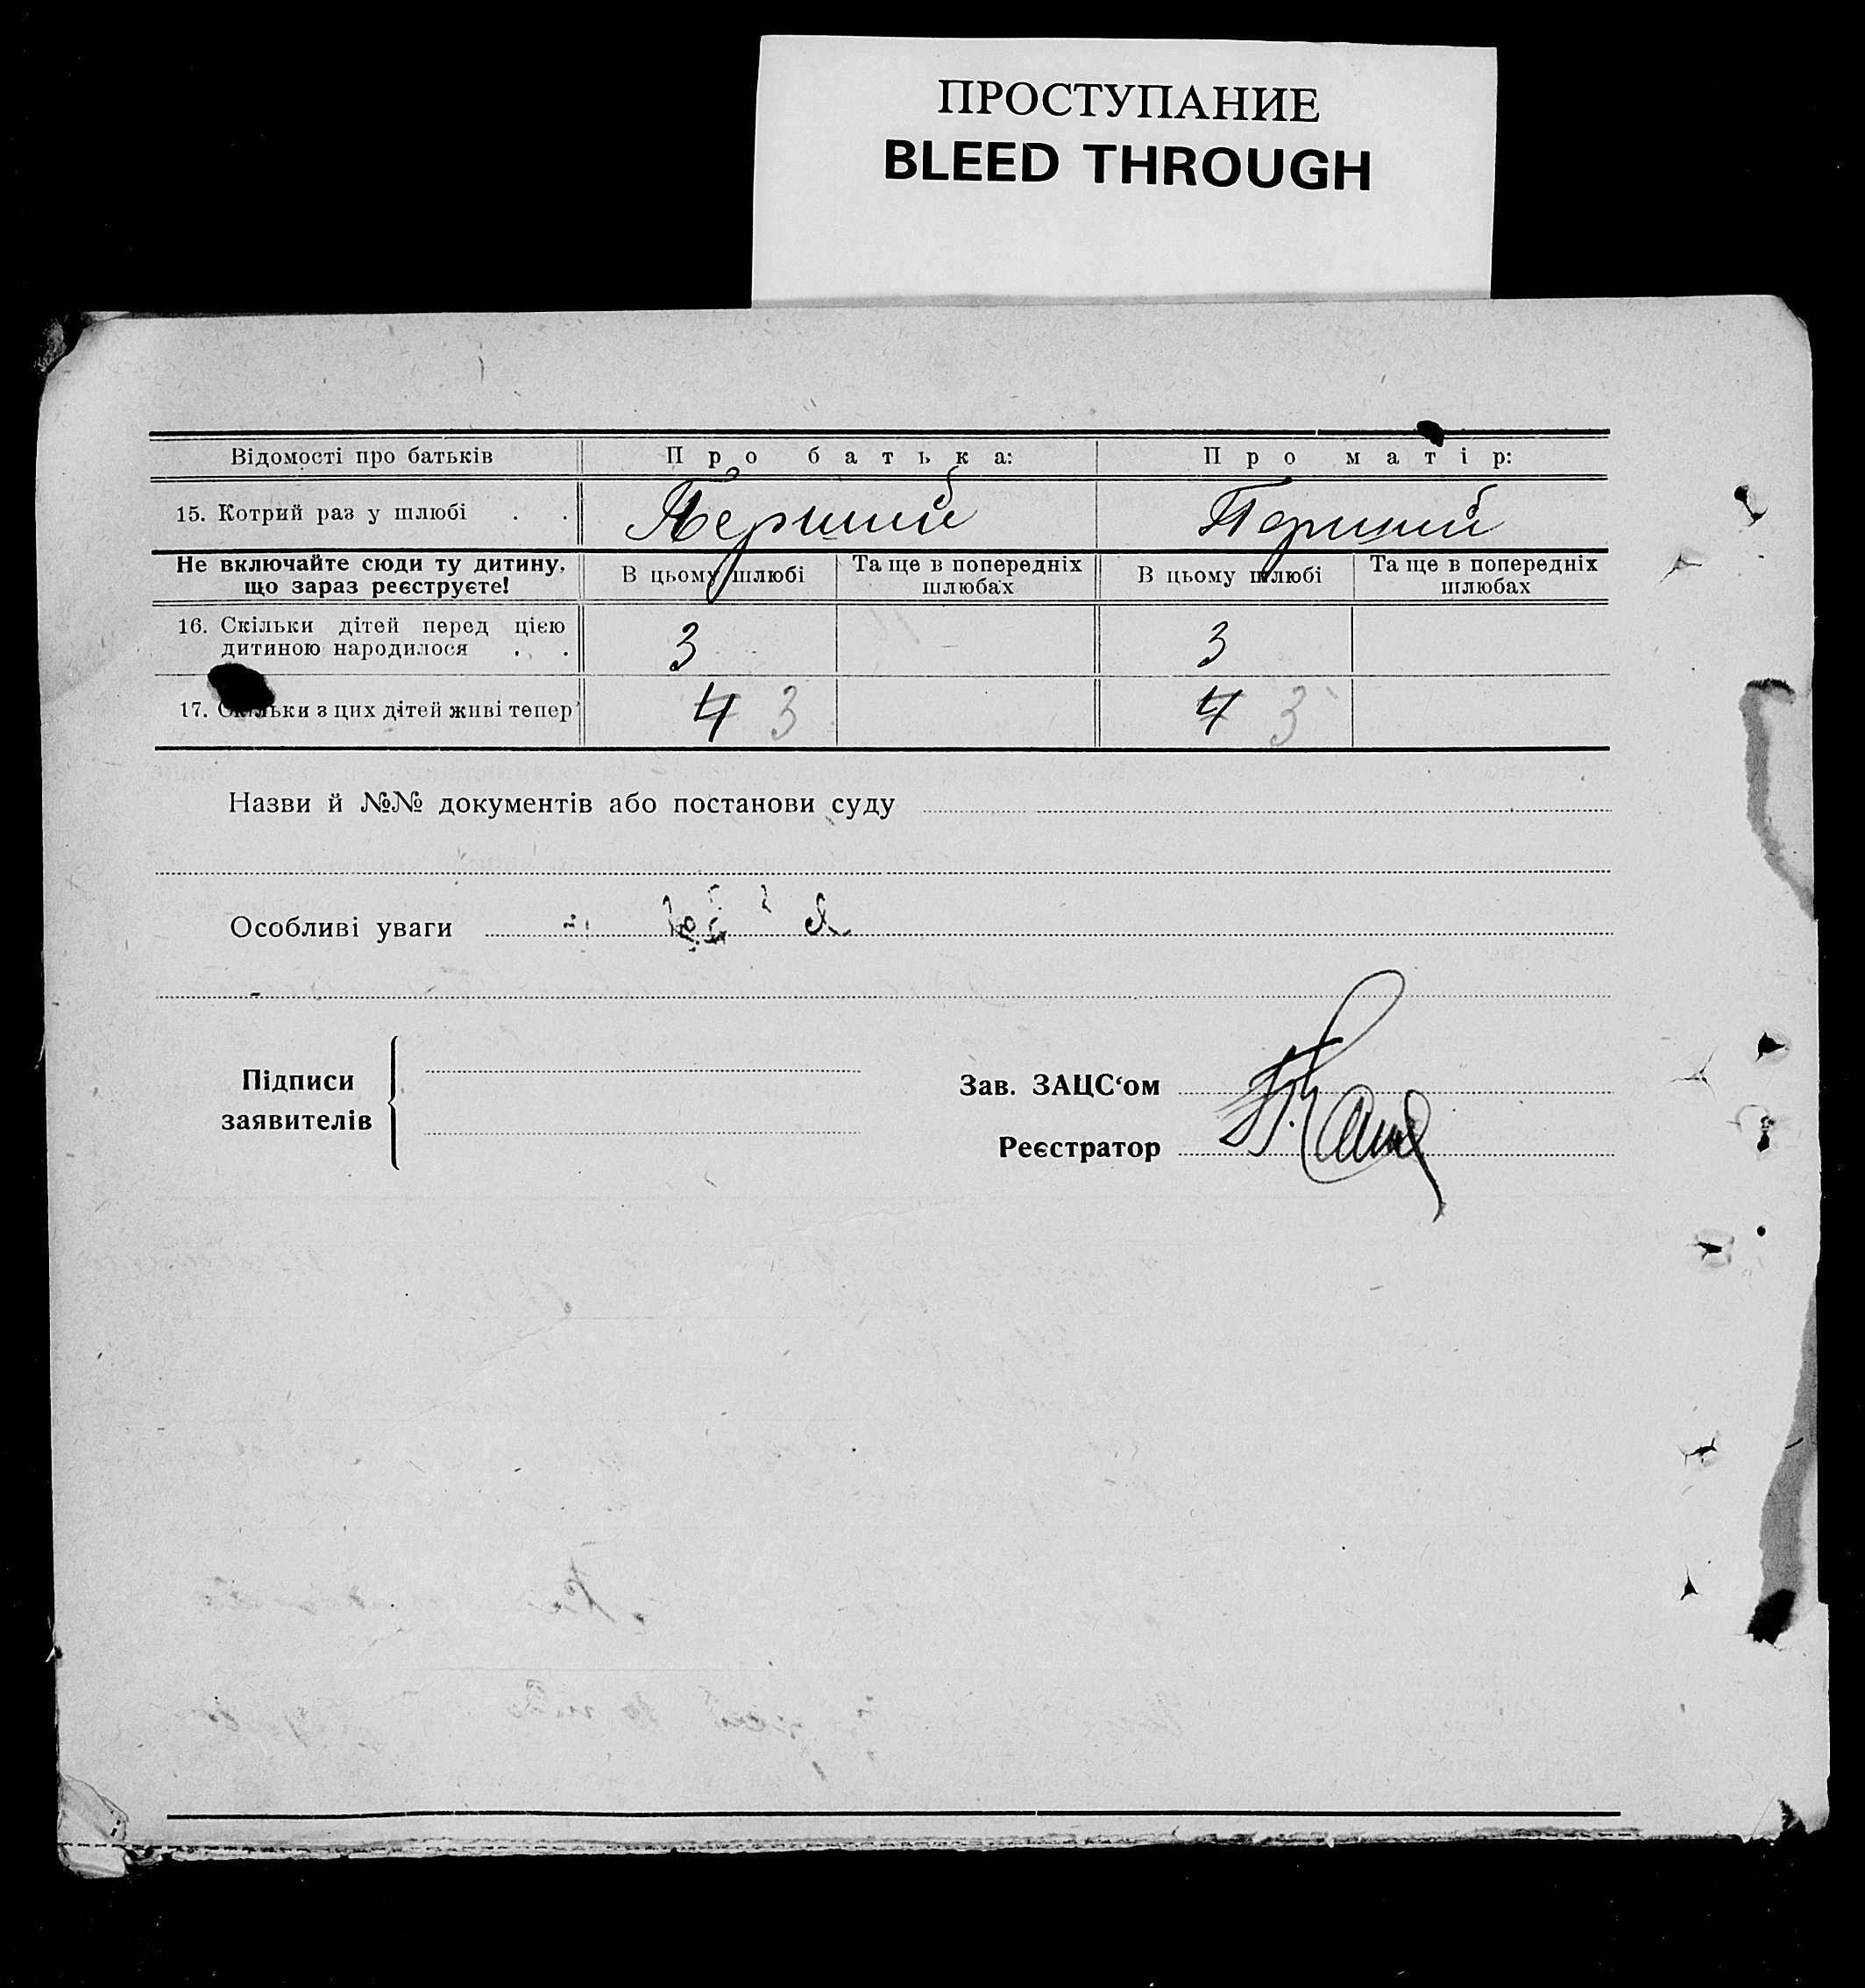 ПРОСТУПАНИЕ
BLEED THROUGH
Відомості про батьків Про батька: Про матір:
15. Котрий раз у шлюбі . . Перший Перший
Не включайте сюди ту дитину, що зараз реєструєте! В цьому шлюбі Та ще в попередніх шлюбах В цьому шлюбі Та ще в попередніх шлюбах
16. Скільки дітей перед цією
дитиною народилося . . 3 3
17. Скільки з цих дітей живі тепер 4 3 4 3
Назви й №№ документів або постанови суду
Особливі уваги
Підписи
заявителів
Зав. ЗАЦС‘ом
Реєстратор